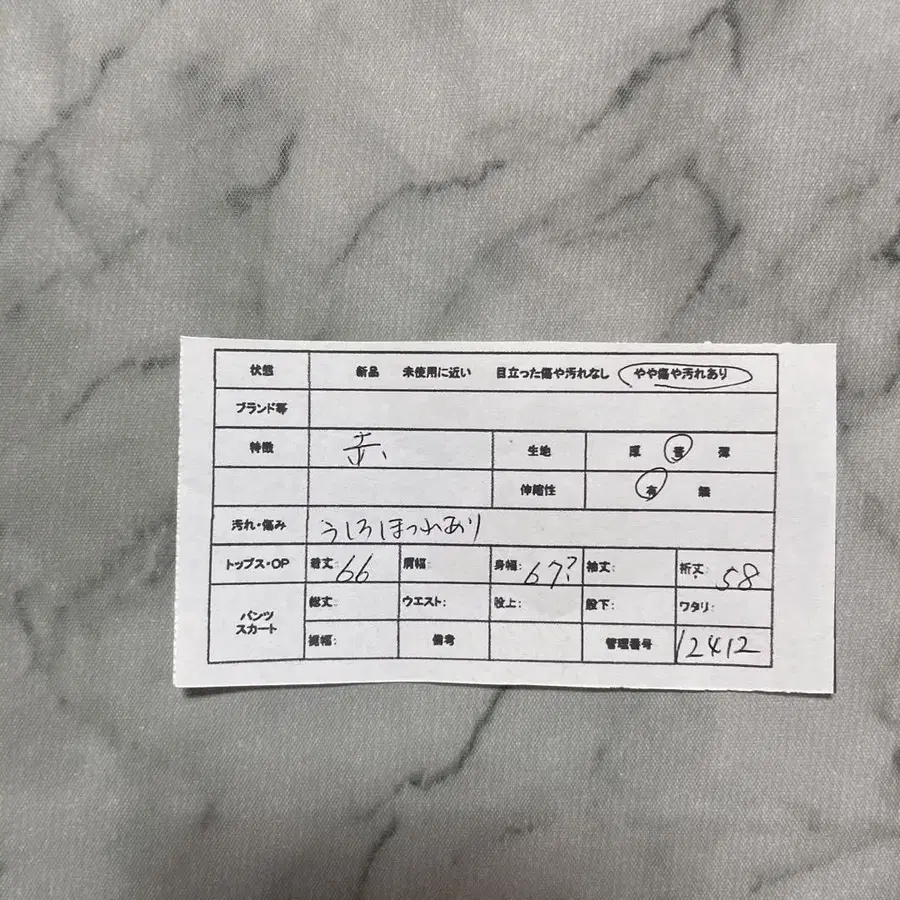 状態 新品 未使用に近い 目立った傷や汚れなし やや傷や汚れあり
ブランド等
特徴 赤 生地 厚 普 薄
伸縮性 有 無
汚れ・傷み うしろほつれあり
トップス・OP 着丈: 66 肩幅: 身幅: 67? 袖丈: 裄丈: 58
パンツ スカート 総丈: ウエスト: 股上: 股下: ワタリ:
裾幅: 備考 管理番号 12412